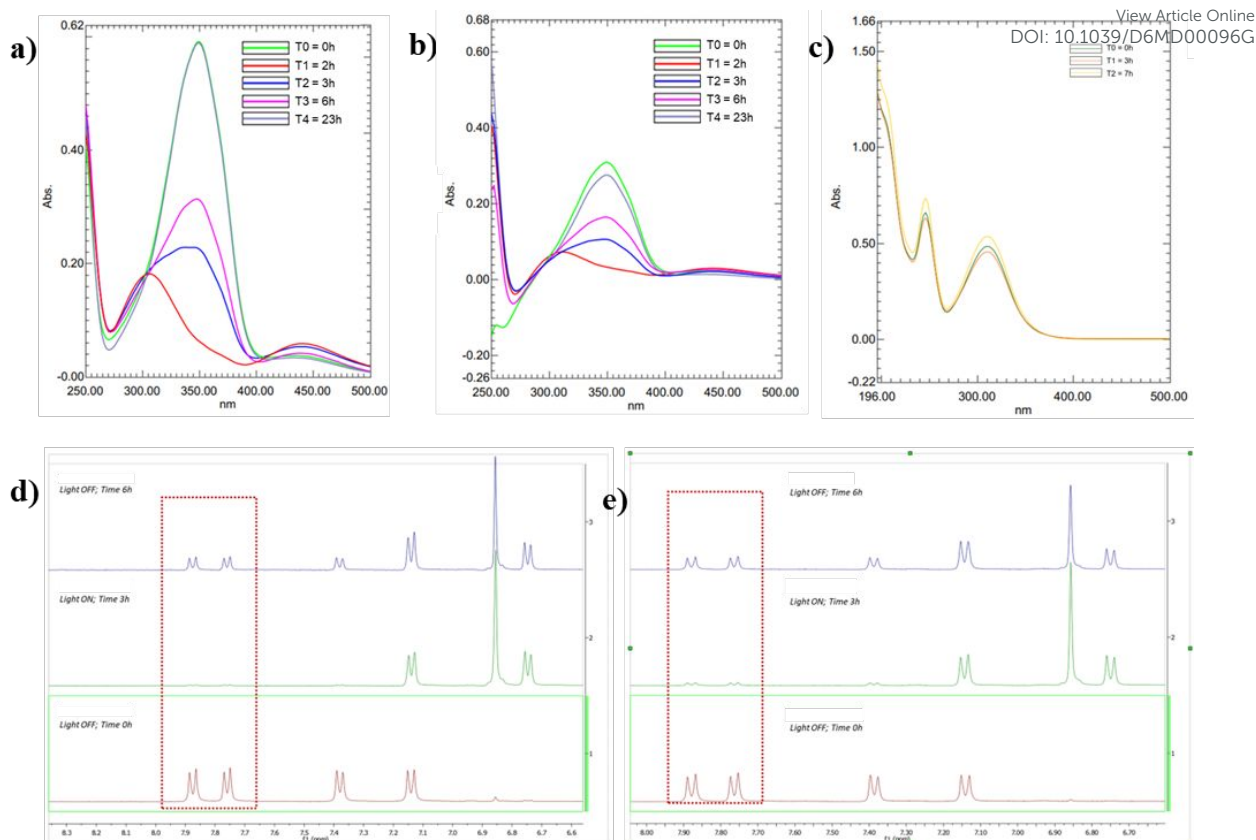 View Article Online
DOI: 10.1039/D6MD00096G
a)
0.62
0.40
0.20
-0.00
Abs.
250.00 300.00 350.00 400.00 450.00 500.00
nm
T0 = 0h
T1 = 2h
T2 = 3h
T3 = 6h
T4 = 23h
b)
0.68
0.60
0.40
0.20
0.00
-0.20
-0.26
Abs.
250.00 300.00 350.00 400.00 450.00 500.00
nm
T0 = 0h
T1 = 2h
T2 = 3h
T3 = 6h
T4 = 23h
c)
1.66
1.50
1.00
0.50
0.00
-0.22
Abs.
196.00 300.00 400.00 500.00
nm
T0 = 0h
T1 = 3h
T2 = 7h
d)
Light OFF; Time 6h
Light ON; Time 3h
Light OFF; Time 0h
3
2
1
8.3 8.2 8.1 8.0 7.9 7.8 7.7 7.6 7.5 7.4 7.3 7.2 7.1 7.0 6.9 6.8 6.7 6.6 6.5
e)
Light OFF; Time 6h
Light ON; Time 3h
Light OFF; Time 0h
3
2
1
8.00 7.90 7.80 7.70 7.60 7.50 7.40 7.30 7.20 7.10 7.00 6.90 6.80 6.70